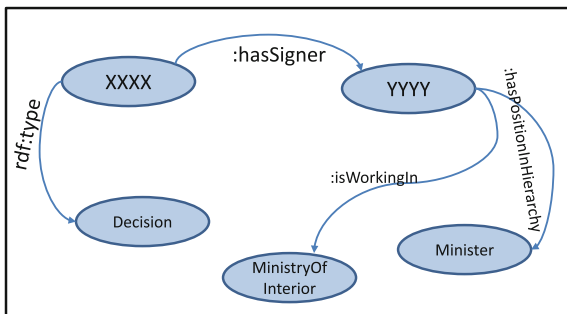 :hasSigner
XXXX
YYYY
rdf:type
:hasPositionInHierarchy
:isWorkingIn
Decision
Minister
MinistryOf
Interior